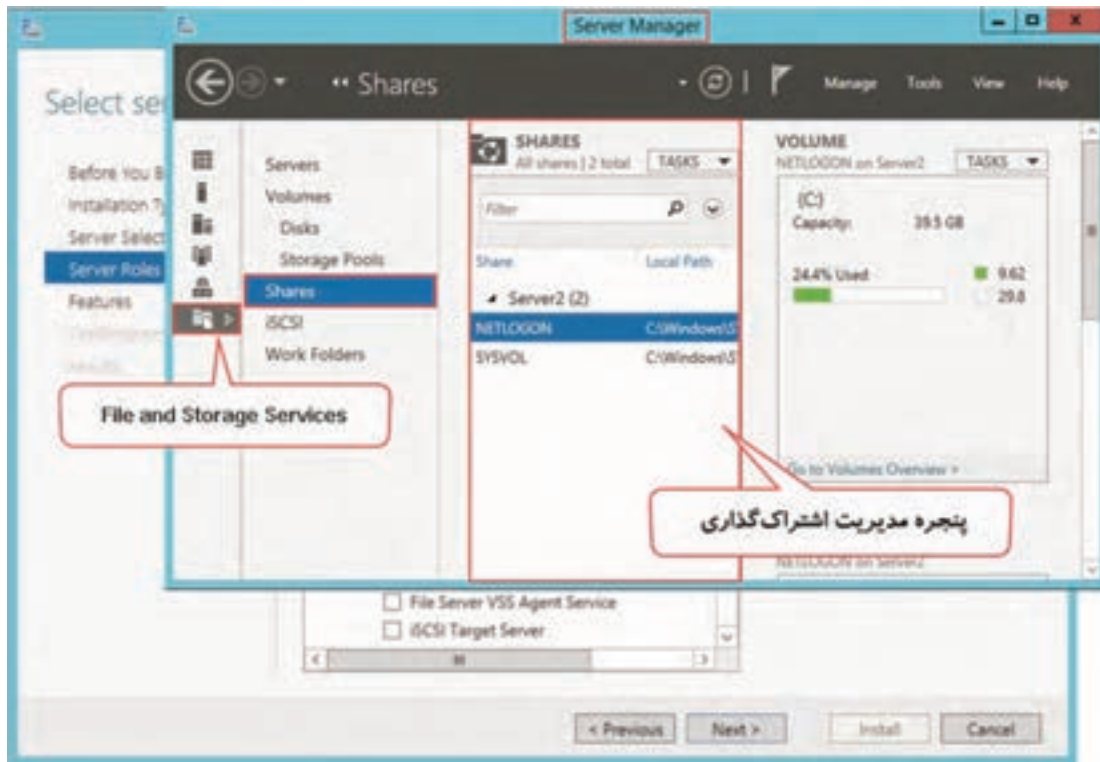 Server Manager
Shares
Manage Tools View Help
Select ser
Before You B
Installation Ty
Server Select
Server Roles
Features
Servers
Volumes
Disks
Storage Pools
Shares
iSCSI
Work Folders
File and Storage Services
SHARES
All shares | 2 total TASKS
Filter
Share Local Path
Server2 (2)
NETLOGON C:\Windows\S
SYSVOL C:\Windows\S
VOLUME
NETLOGON on Server2 TASKS
(C:)
Capacity: 39.5 GB
24.4% Used 9.62
29.8
Go to Volumes Overview >
پنجره مدیریت اشتراک‌گذاری
NETLOGON on Server2
File Server VSS Agent Service
iSCSI Target Server
< Previous Next > Install Cancel